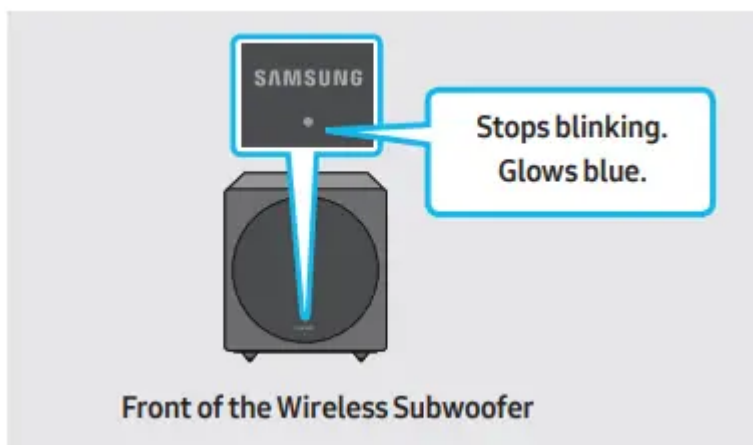 SAMSUNG
Stops blinking.
Glows blue.
Front of the Wireless Subwoofer